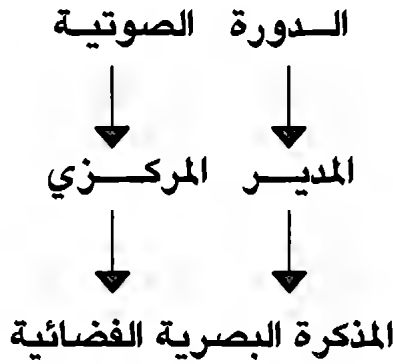 الدورة الصوتية
المدير المركزي
المذكرة البصرية الفضائية